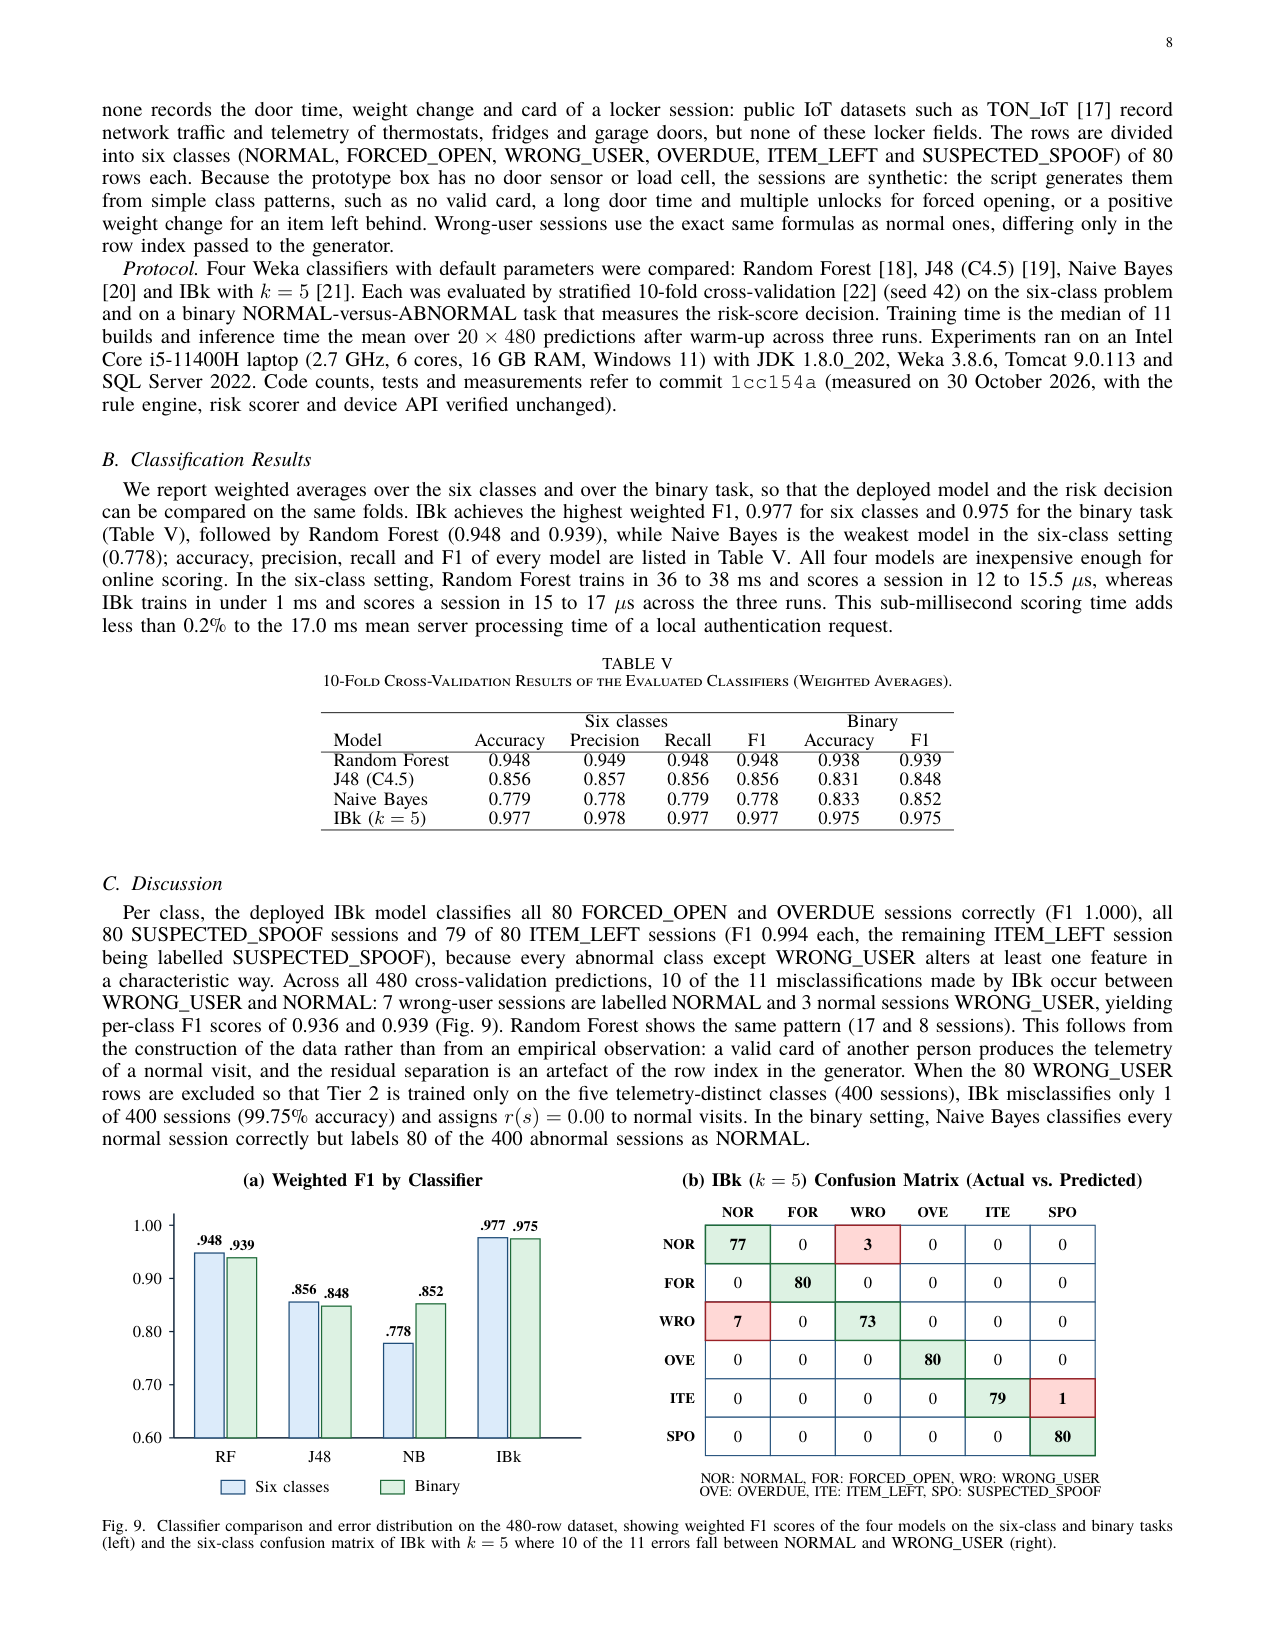 8
none records the door time, weight change and card of a locker session: public IoT datasets such as TON_IoT [17] record
network traffic and telemetry of thermostats, fridges and garage doors, but none of these locker fields. The rows are divided
into six classes (NORMAL, FORCED_OPEN, WRONG_USER, OVERDUE, ITEM_LEFT and SUSPECTED_SPOOF) of 80
rows each. Because the prototype box has no door sensor or load cell, the sessions are synthetic: the script generates them
from simple class patterns, such as no valid card, a long door time and multiple unlocks for forced opening, or a positive
weight change for an item left behind. Wrong-user sessions use the exact same formulas as normal ones, differing only in the
row index passed to the generator.
Protocol. Four Weka classifiers with default parameters were compared: Random Forest [18], J48 (C4.5) [19], Naive Bayes
[20] and IBk with k = 5 [21]. Each was evaluated by stratified 10-fold cross-validation [22] (seed 42) on the six-class problem
and on a binary NORMAL-versus-ABNORMAL task that measures the risk-score decision. Training time is the median of 11
builds and inference time the mean over 20 × 480 predictions after warm-up across three runs. Experiments ran on an Intel
Core i5-11400H laptop (2.7 GHz, 6 cores, 16 GB RAM, Windows 11) with JDK 1.8.0_202, Weka 3.8.6, Tomcat 9.0.113 and
SQL Server 2022. Code counts, tests and measurements refer to commit 1cc154a (measured on 30 October 2026, with the
rule engine, risk scorer and device API verified unchanged).
B. Classification Results
We report weighted averages over the six classes and over the binary task, so that the deployed model and the risk decision
can be compared on the same folds. IBk achieves the highest weighted F1, 0.977 for six classes and 0.975 for the binary task
(Table V), followed by Random Forest (0.948 and 0.939), while Naive Bayes is the weakest model in the six-class setting
(0.778); accuracy, precision, recall and F1 of every model are listed in Table V. All four models are inexpensive enough for
online scoring. In the six-class setting, Random Forest trains in 36 to 38 ms and scores a session in 12 to 15.5 μs, whereas
IBk trains in under 1 ms and scores a session in 15 to 17 μs across the three runs. This sub-millisecond scoring time adds
less than 0.2% to the 17.0 ms mean server processing time of a local authentication request.
TABLE V
10-Fold Cross-Validation Results of the Evaluated Classifiers (Weighted Averages).
Six classes Binary
Model Accuracy Precision Recall F1 Accuracy F1
Random Forest 0.948 0.949 0.948 0.948 0.938 0.939
J48 (C4.5) 0.856 0.857 0.856 0.856 0.831 0.848
Naive Bayes 0.779 0.778 0.779 0.778 0.833 0.852
IBk (k = 5) 0.977 0.978 0.977 0.977 0.975 0.975
C. Discussion
Per class, the deployed IBk model classifies all 80 FORCED_OPEN and OVERDUE sessions correctly (F1 1.000), all
80 SUSPECTED_SPOOF sessions and 79 of 80 ITEM_LEFT sessions (F1 0.994 each, the remaining ITEM_LEFT session
being labelled SUSPECTED_SPOOF), because every abnormal class except WRONG_USER alters at least one feature in
a characteristic way. Across all 480 cross-validation predictions, 10 of the 11 misclassifications made by IBk occur between
WRONG_USER and NORMAL: 7 wrong-user sessions are labelled NORMAL and 3 normal sessions WRONG_USER, yielding
per-class F1 scores of 0.936 and 0.939 (Fig. 9). Random Forest shows the same pattern (17 and 8 sessions). This follows from
the construction of the data rather than from an empirical observation: a valid card of another person produces the telemetry
of a normal visit, and the residual separation is an artefact of the row index in the generator. When the 80 WRONG_USER
rows are excluded so that Tier 2 is trained only on the five telemetry-distinct classes (400 sessions), IBk misclassifies only 1
of 400 sessions (99.75% accuracy) and assigns r(s) = 0.00 to normal visits. In the binary setting, Naive Bayes classifies every
normal session correctly but labels 80 of the 400 abnormal sessions as NORMAL.
(a) Weighted F1 by Classifier
1.00
0.90
0.80
0.70
0.60
.948 .939
.856 .848
.778 .852
.977 .975
RF J48 NB IBk
Six classes Binary
(b) IBk (k = 5) Confusion Matrix (Actual vs. Predicted)
NOR FOR WRO OVE ITE SPO
NOR 77 0 3 0 0 0
FOR 0 80 0 0 0 0
WRO 7 0 73 0 0 0
OVE 0 0 0 80 0 0
ITE 0 0 0 0 79 1
SPO 0 0 0 0 0 80
NOR: NORMAL, FOR: FORCED_OPEN, WRO: WRONG_USER
OVE: OVERDUE, ITE: ITEM_LEFT, SPO: SUSPECTED_SPOOF
Fig. 9. Classifier comparison and error distribution on the 480-row dataset, showing weighted F1 scores of the four models on the six-class and binary tasks
(left) and the six-class confusion matrix of IBk with k = 5 where 10 of the 11 errors fall between NORMAL and WRONG_USER (right).